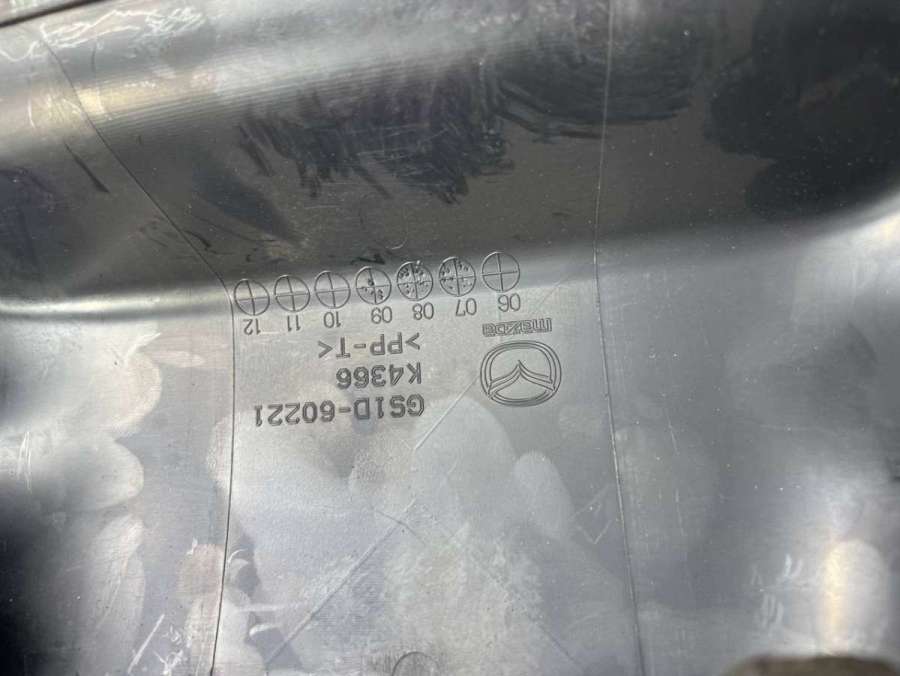 GS1D-60221
K4366
>PP-T<
mazda
06 07 08 09 10 11 12